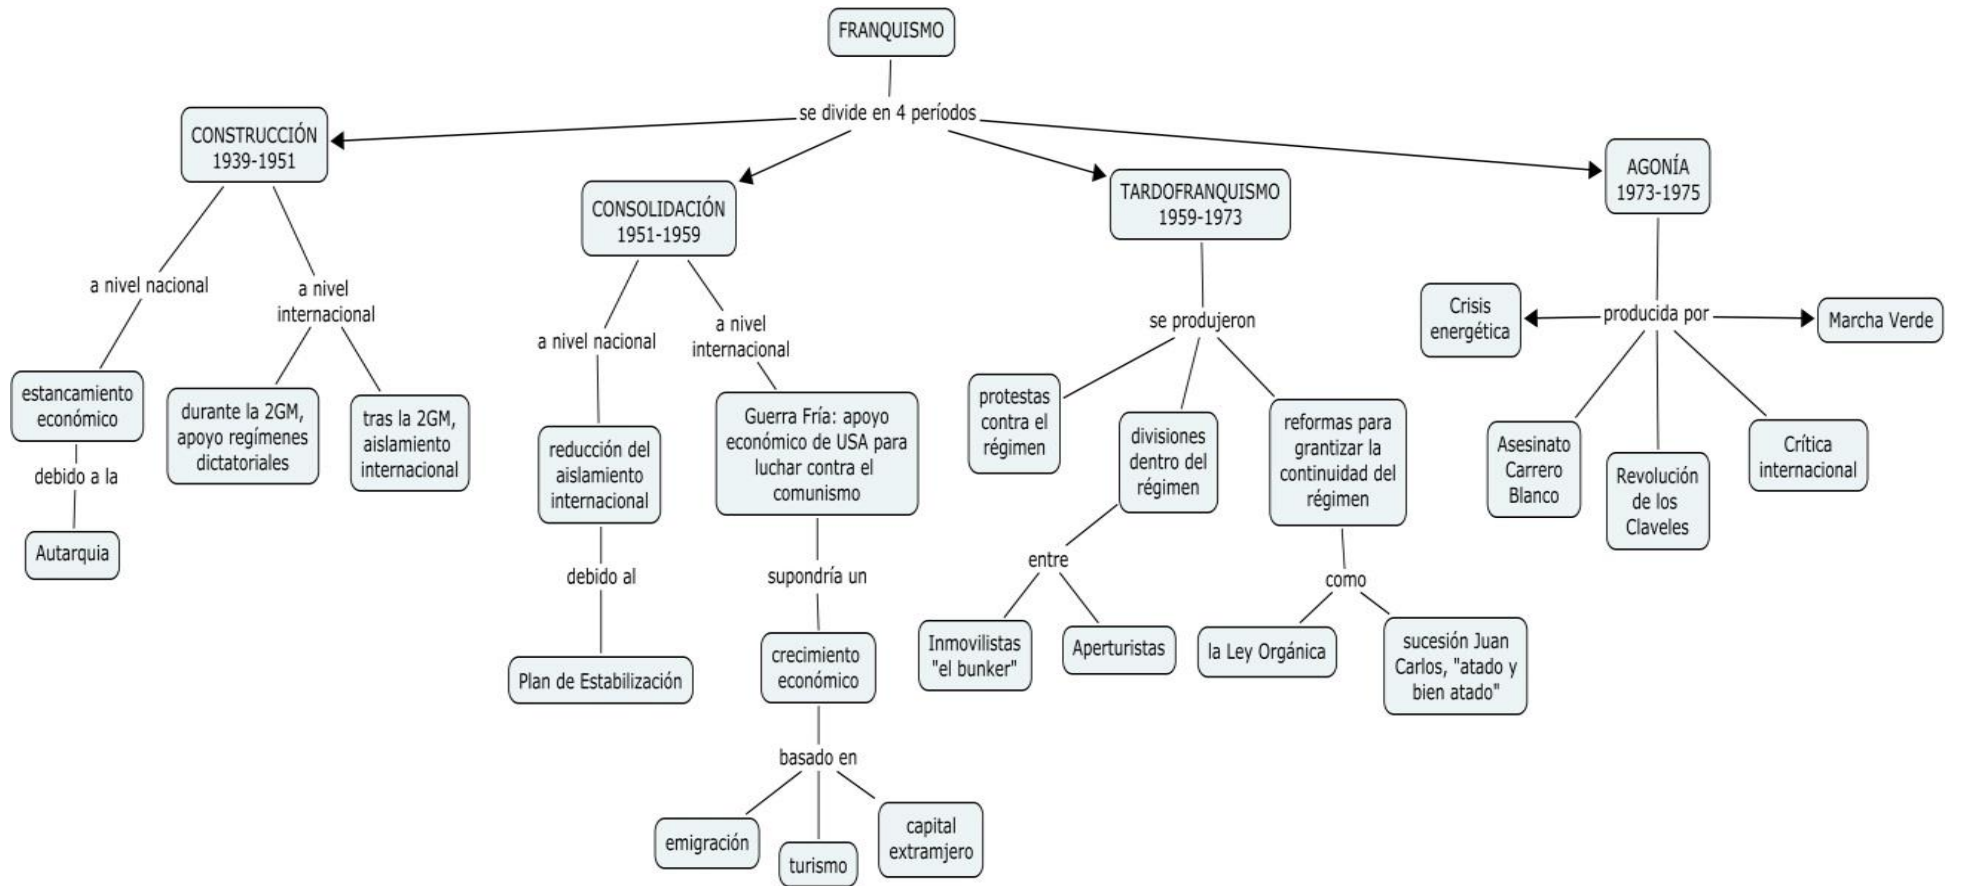 FRANQUISMO
se divide en 4 períodos
CONSTRUCCIÓN
1939-1951
a nivel nacional
estancamiento
económico
debido a la
Autarquia
a nivel
internacional
durante la 2GM,
apoyo regímenes
dictatoriales
tras la 2GM,
aislamiento
internacional
CONSOLIDACIÓN
1951-1959
a nivel nacional
reducción del
aislamiento
internacional
debido al
Plan de Estabilización
a nivel
internacional
Guerra Fría: apoyo
económico de USA para
luchar contra el
comunismo
supondría un
crecimiento
económico
basado en
emigración
turismo
capital
extramjero
TARDOFRANQUISMO
1959-1973
se produjeron
protestas
contra el
régimen
divisiones
dentro del
régimen
entre
Inmovilistas
"el bunker"
Aperturistas
reformas para
grantizar la
continuidad del
régimen
como
la Ley Orgánica
sucesión Juan
Carlos, "atado y
bien atado"
AGONÍA
1973-1975
producida por
Crisis
energética
Asesinato
Carrero
Blanco
Revolución
de los
Claveles
Crítica
internacional
Marcha Verde